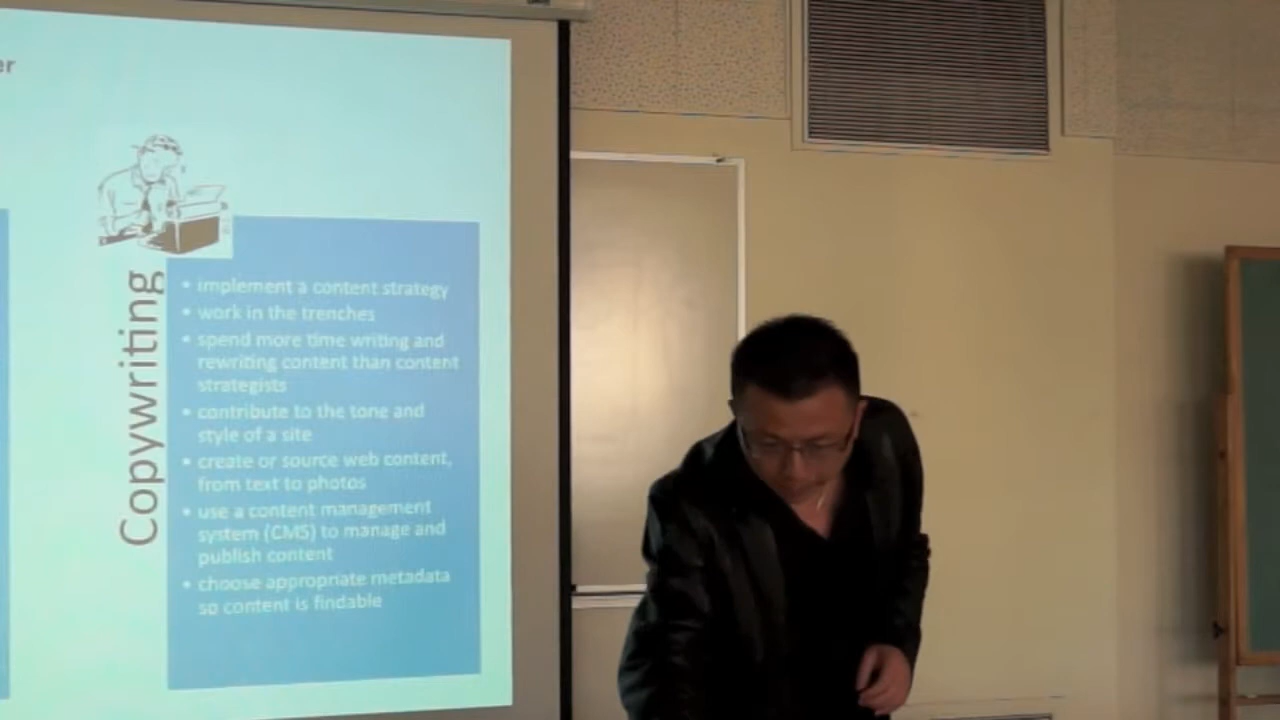 er
Copywriting
• implement a content strategy
• work in the trenches
• spend more time writing and
rewriting content than content
strategists
• contribute to the tone and
style of a site
• create or source web content,
from text to photos
• use a content management
system (CMS) to manage and
publish content
• choose appropriate metadata
so content is findable